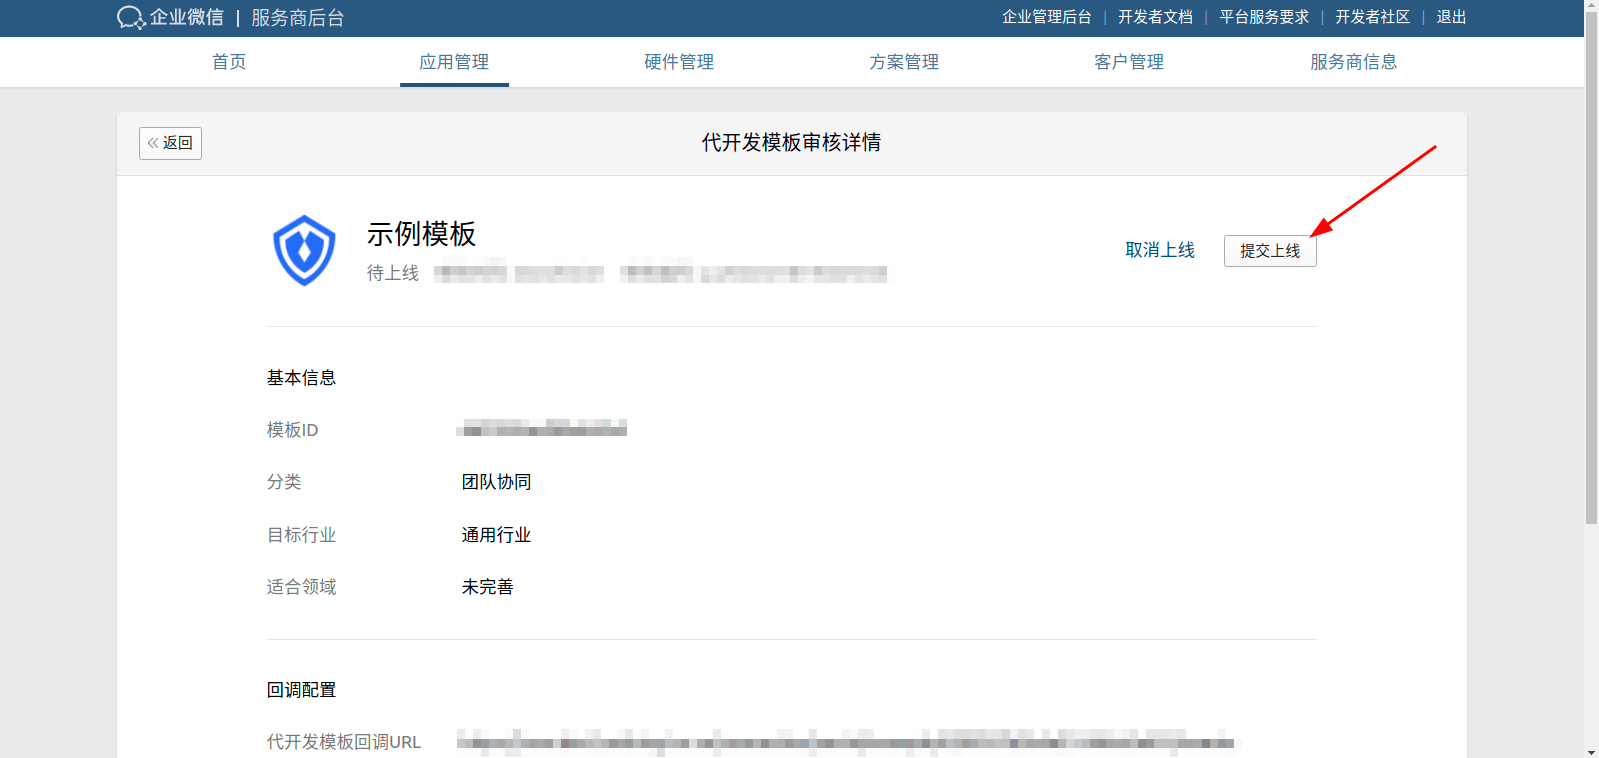 企业微信 | 服务商后台
企业管理后台 | 开发者文档 | 平台服务要求 | 开发者社区 | 退出
首页 应用管理 硬件管理 方案管理 客户管理 服务商信息
返回 代开发模板审核详情
示例模板
待上线
取消上线 提交上线
基本信息
模板ID
分类 团队协同
目标行业 通用行业
适合领域 未完善
回调配置
代开发模板回调URL